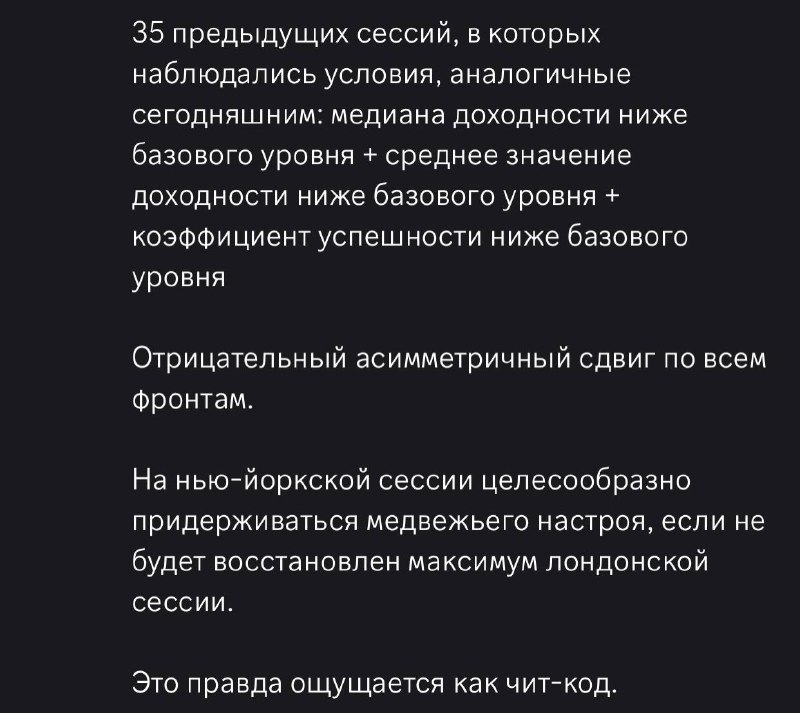 35 предыдущих сессий, в которых
наблюдались условия, аналогичные
сегодняшним: медиана доходности ниже
базового уровня + среднее значение
доходности ниже базового уровня +
коэффициент успешности ниже базового
уровня
Отрицательный асимметричный сдвиг по всем
фронтам.
На нью-йоркской сессии целесообразно
придерживаться медвежьего настроя, если не
будет восстановлен максимум лондонской
сессии.
Это правда ощущается как чит-код.